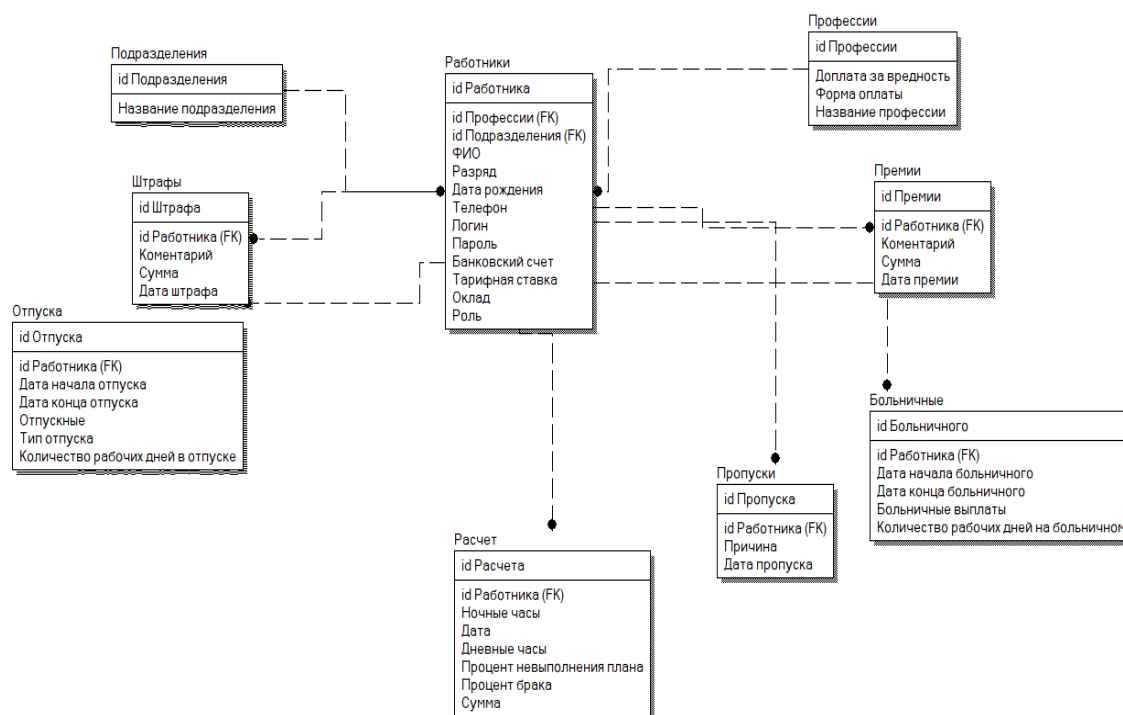 Подразделения
id Подразделения
Название подразделения
Штрафы
id Штрафа
id Работника (FK)
Коментарий
Сумма
Дата штрафа
Отпуска
id Отпуска
id Работника (FK)
Дата начала отпуска
Дата конца отпуска
Отпускные
Тип отпуска
Количество рабочих дней в отпуске
Работники
id Работника
id Профессии (FK)
id Подразделения (FK)
ФИО
Разряд
Дата рождения
Телефон
Логин
Пароль
Банковский счет
Тарифная ставка
Оклад
Роль
Расчет
id Расчета
id Работника (FK)
Ночные часы
Дата
Дневные часы
Процент невыполнения плана
Процент брака
Сумма
Профессии
id Профессии
Доплата за вредность
Форма оплаты
Название профессии
Премии
id Премии
id Работника (FK)
Коментарий
Сумма
Дата премии
Больничные
id Больничного
id Работника (FK)
Дата начала больничного
Дата конца больничного
Больничные выплаты
Количество рабочих дней на больничном
Пропуски
id Пропуска
id Работника (FK)
Причина
Дата пропуска